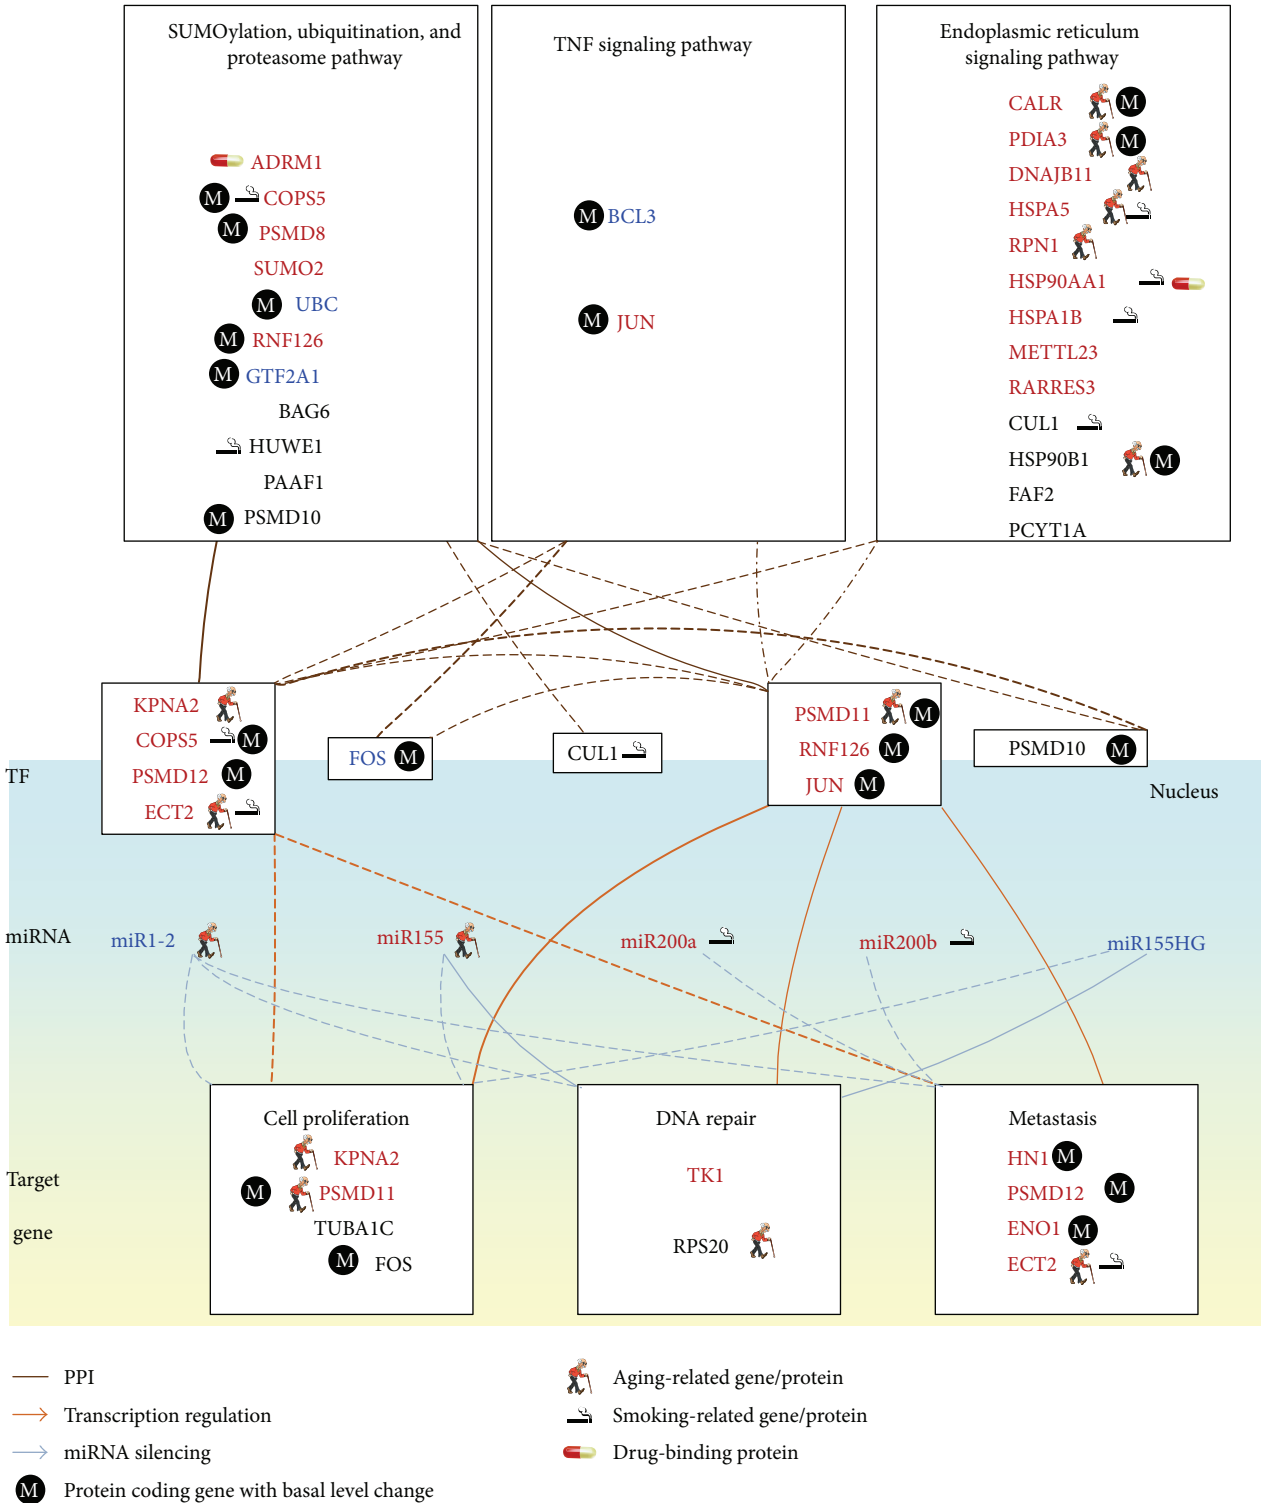 SUMOylation, ubiquitination, and
proteasome pathway
ADRM1
M COPS5
M PSMD8
SUMO2
M UBC
M RNF126
M GTF2A1
BAG6
HUWE1
PAAF1
M PSMD10
TNF signaling pathway
M BCL3
M JUN
Endoplasmic reticulum
signaling pathway
CALR M
PDIA3 M
DNAJB11
HSPA5
RPN1
HSP90AA1
HSPA1B
METTL23
RARRES3
CUL1
HSP90B1 M
FAF2
PCYT1A
TF
KPNA2
COPS5 M
PSMD12 M
ECT2
FOS M
CUL1
PSMD11 M
RNF126 M
JUN M
PSMD10 M
Nucleus
miRNA
miR1-2
miR155
miR200a
miR200b
miR155HG
Target
gene
Cell proliferation
KPNA2
M PSMD11
TUBA1C
M FOS
DNA repair
TK1
RPS20
Metastasis
HN1 M
PSMD12 M
ENO1 M
ECT2
PPI
Transcription regulation
miRNA silencing
M Protein coding gene with basal level change
Aging-related gene/protein
Smoking-related gene/protein
Drug-binding protein